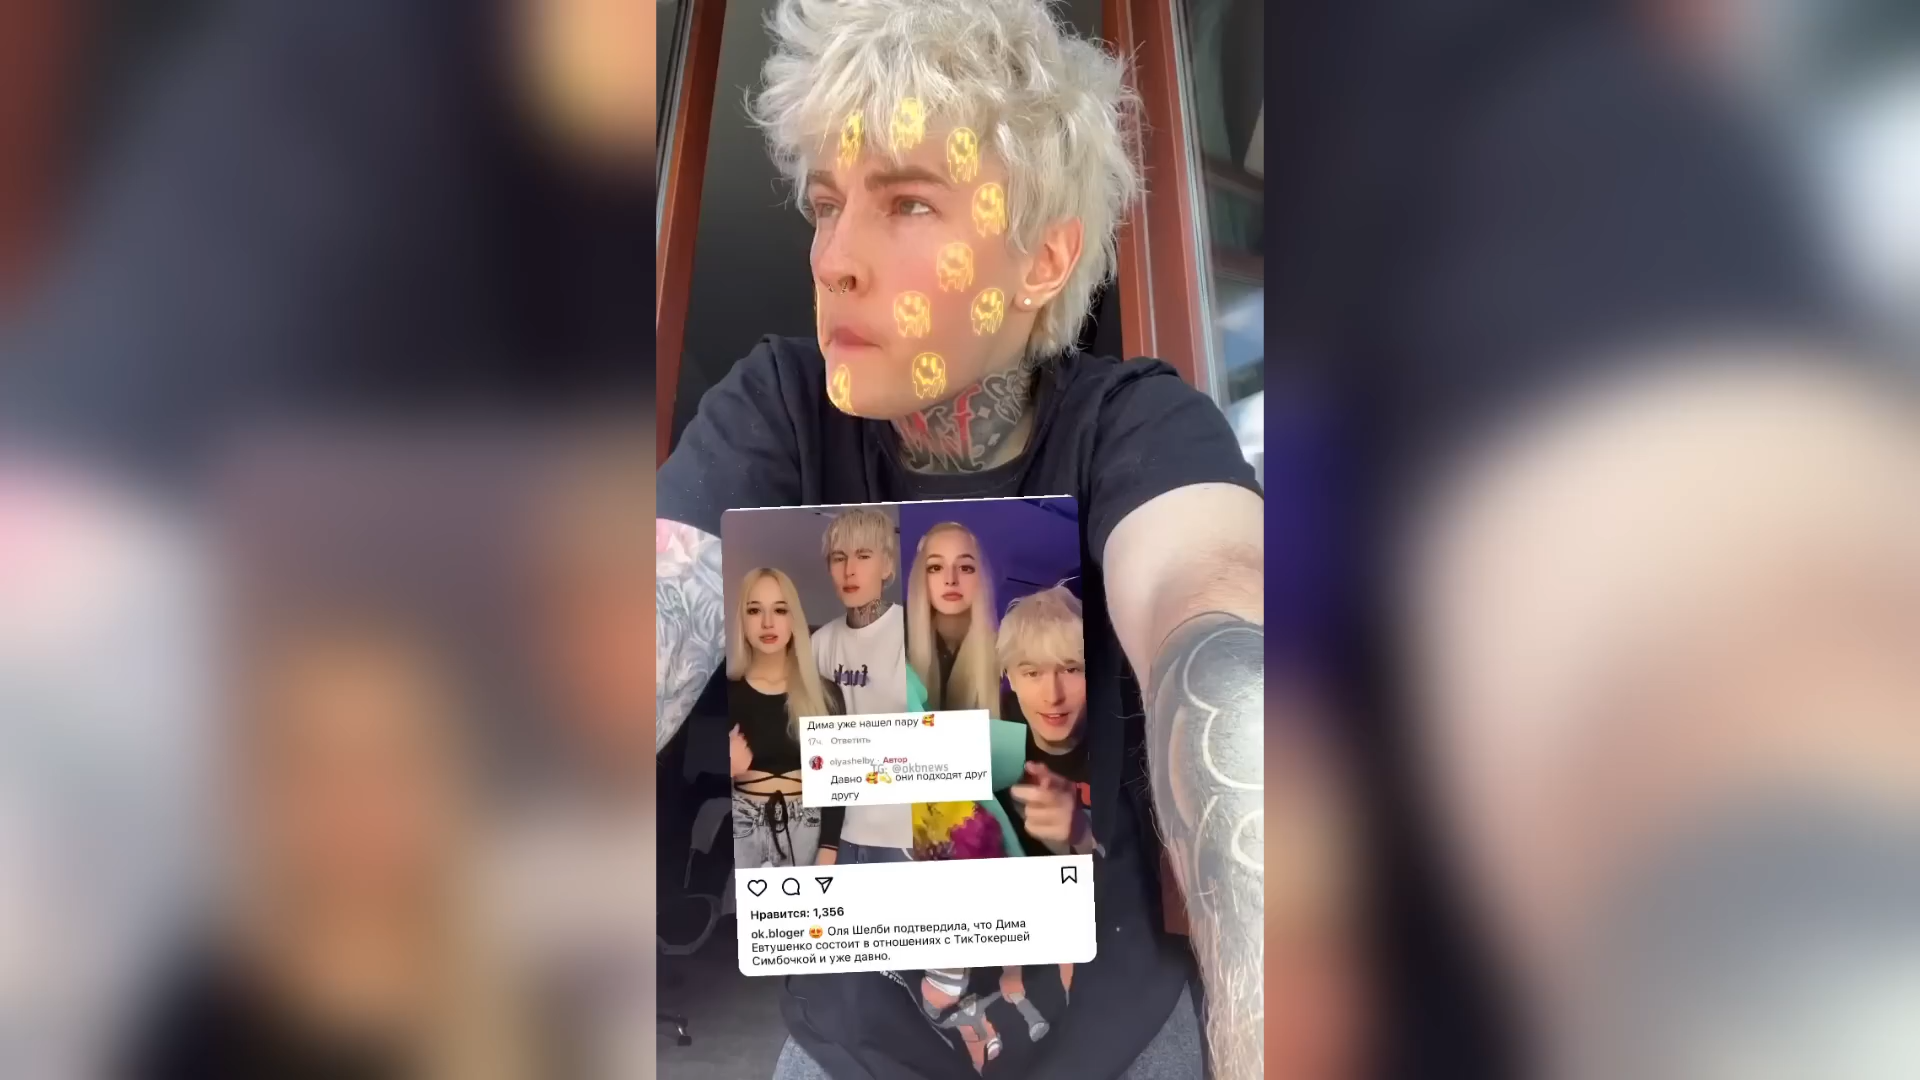 fuck
Дима уже нашел пару 🥰
17ч. Ответить
olyashelby · Автор
TG: @okbnews
Давно 🥰💫 они подходят друг
другу
Нравится: 1,356
ok.bloger 🤩 Оля Шелби подтвердила, что Дима
Евтушенко состоит в отношениях с ТикТокершей
Симбочкой и уже давно.